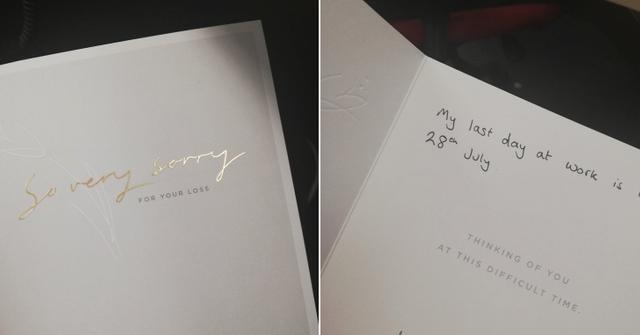 So very sorry
FOR YOUR LOSS
My last day at work is
28th July
THINKING OF YOU
AT THIS DIFFICULT TIME.